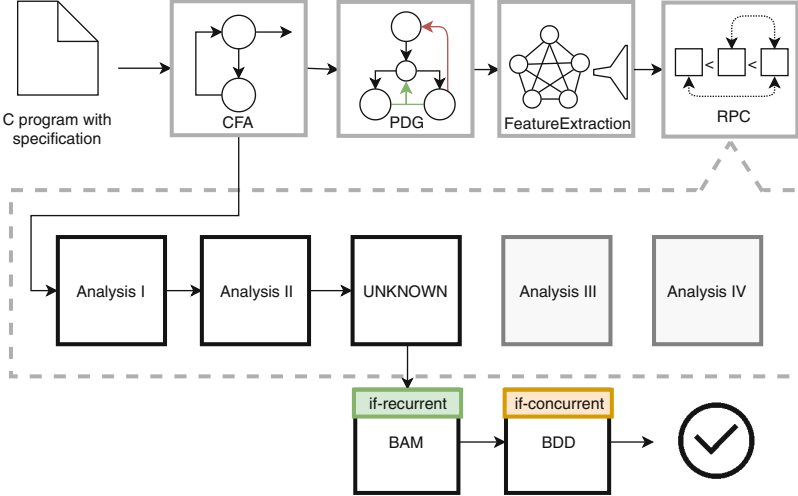 C program with
specification
CFA
PDG
FeatureExtraction
RPC
< <
Analysis I
Analysis II
UNKNOWN
Analysis III
Analysis IV
if-recurrent
if-concurrent
BAM
BDD